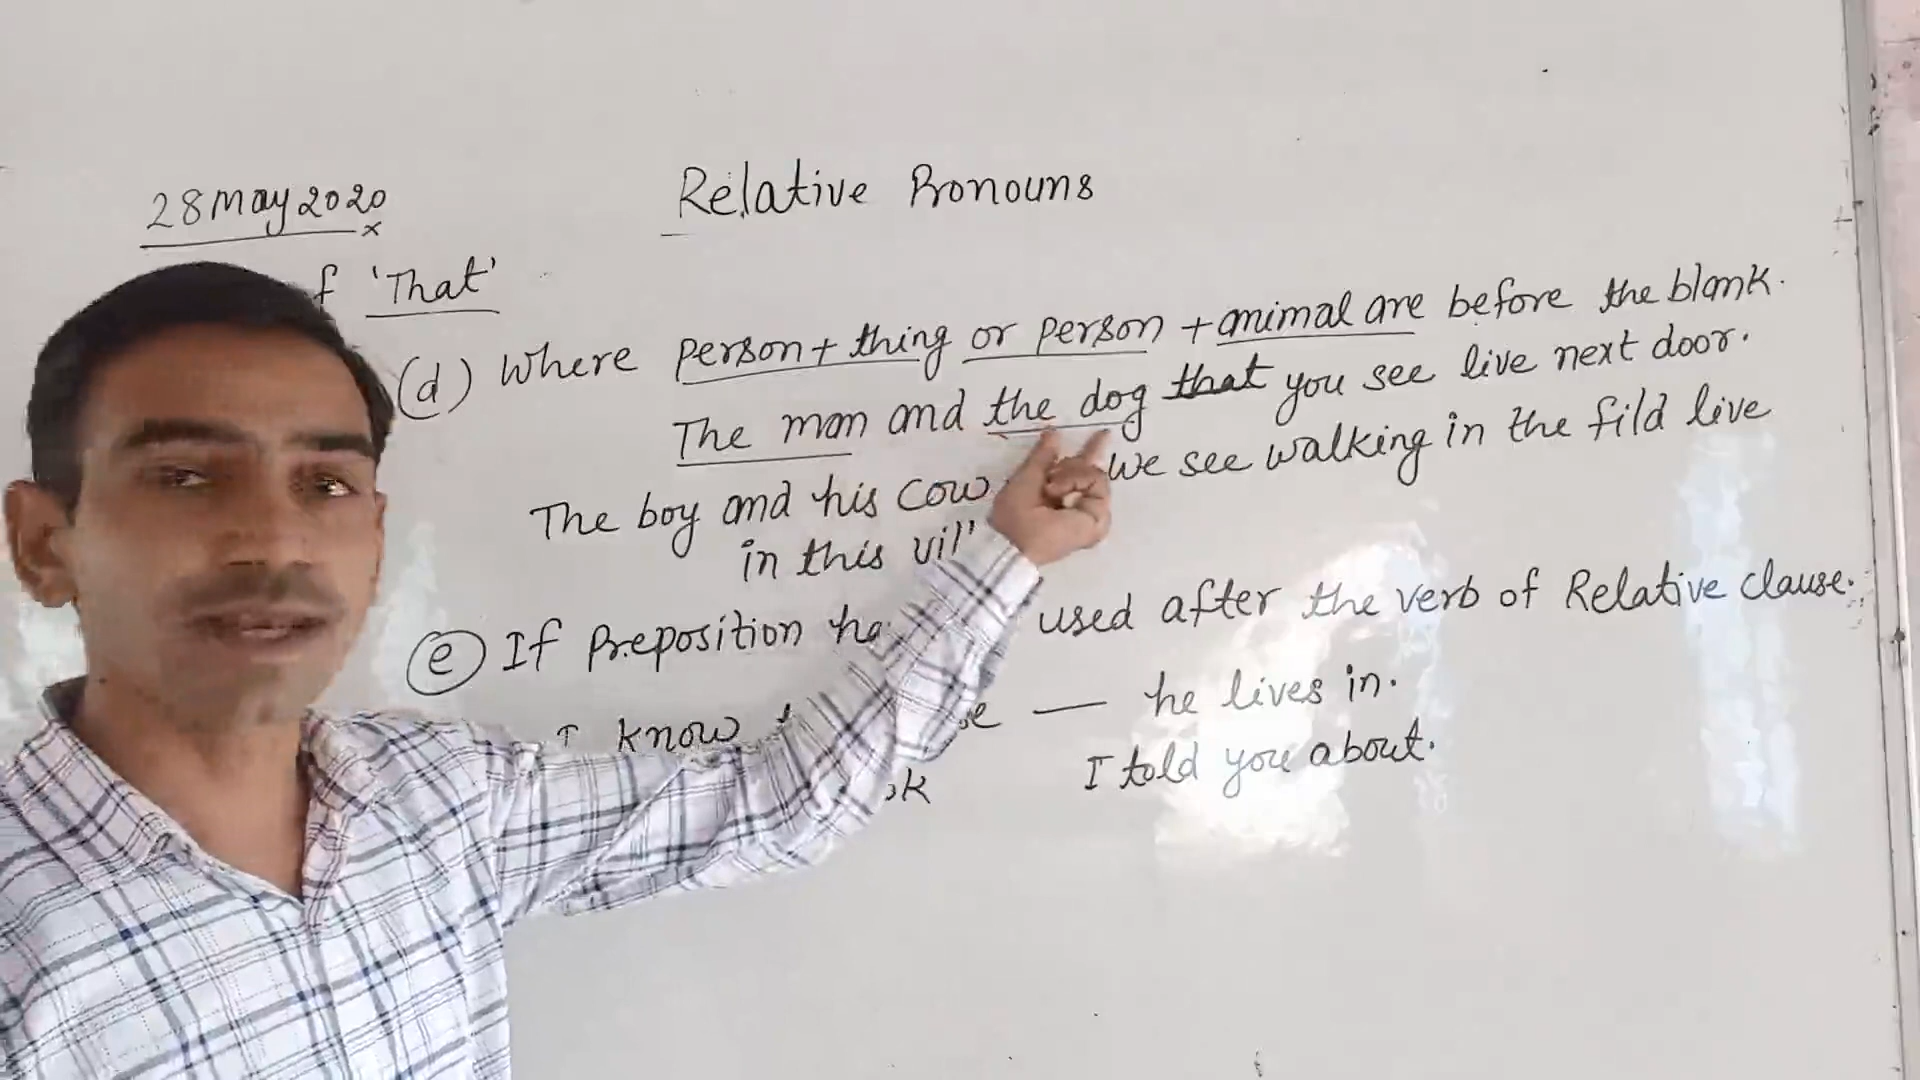 28 May 2020
Relative Pronouns
'That'
(d) Where person + thing or person + animal are before the blank.
The man and the dog that you see live next door.
The boy and his cow we see walking in the fild live
in this
(e) If Preposition used after the verb of Relative clause.
I know — he lives in.
I told you about.